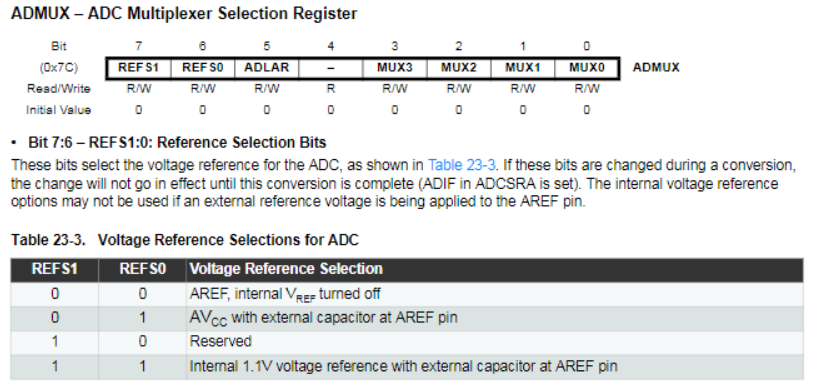 ADMUX – ADC Multiplexer Selection Register
Bit 7 6 5 4 3 2 1 0
(0x7C) REFS1 REFS0 ADLAR – MUX3 MUX2 MUX1 MUX0 ADMUX
Read/Write R/W R/W R/W R R/W R/W R/W R/W
Initial Value 0 0 0 0 0 0 0 0
• Bit 7:6 – REFS1:0: Reference Selection Bits
These bits select the voltage reference for the ADC, as shown in Table 23-3. If these bits are changed during a conversion,
the change will not go in effect until this conversion is complete (ADIF in ADCSRA is set). The internal voltage reference
options may not be used if an external reference voltage is being applied to the AREF pin.
Table 23-3. Voltage Reference Selections for ADC
REFS1 REFS0 Voltage Reference Selection
0 0 AREF, internal VREF turned off
0 1 AVCC with external capacitor at AREF pin
1 0 Reserved
1 1 Internal 1.1V voltage reference with external capacitor at AREF pin